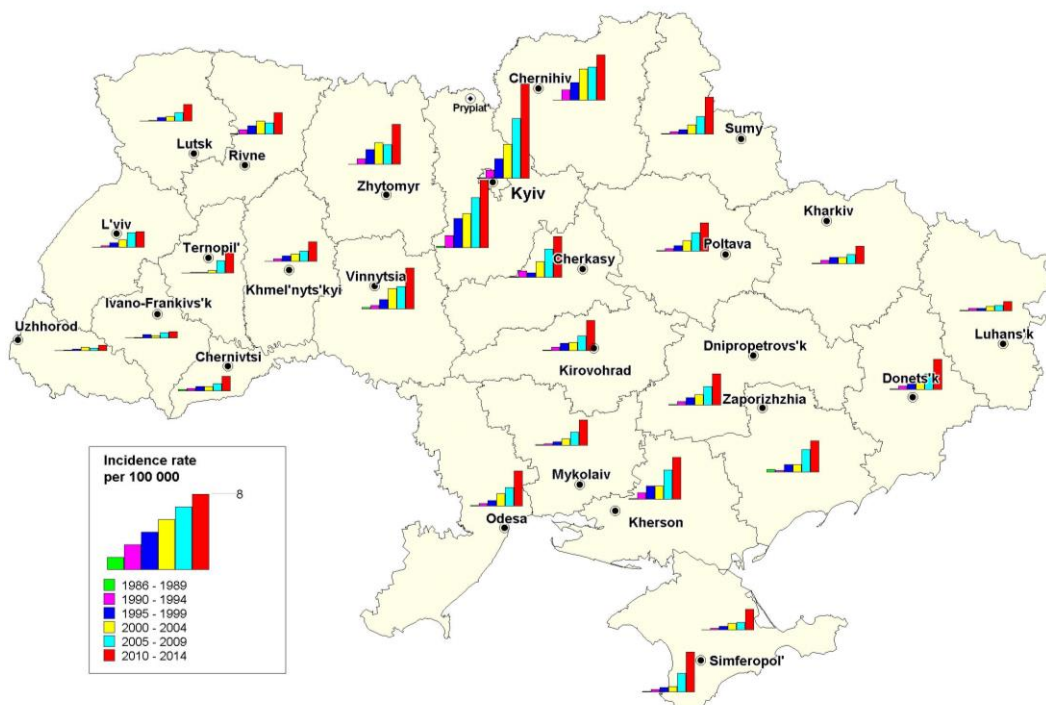 Chernihiv
Prypiat'
Sumy
Lutsk
Rivne
Zhytomyr
Kyiv
Kharkiv
L'viv
Ternopil'
Khmel'nyts'kyi
Vinnytsia
Cherkasy
Poltava
Ivano-Frankivs'k
Uzhhorod
Chernivtsi
Kirovohrad
Dnipropetrovs'k
Luhans'k
Donets'k
Zaporizhzhia
Mykolaiv
Kherson
Odesa
Simferopol'
Incidence rate
per 100 000
8
1986 - 1989
1990 - 1994
1995 - 1999
2000 - 2004
2005 - 2009
2010 - 2014